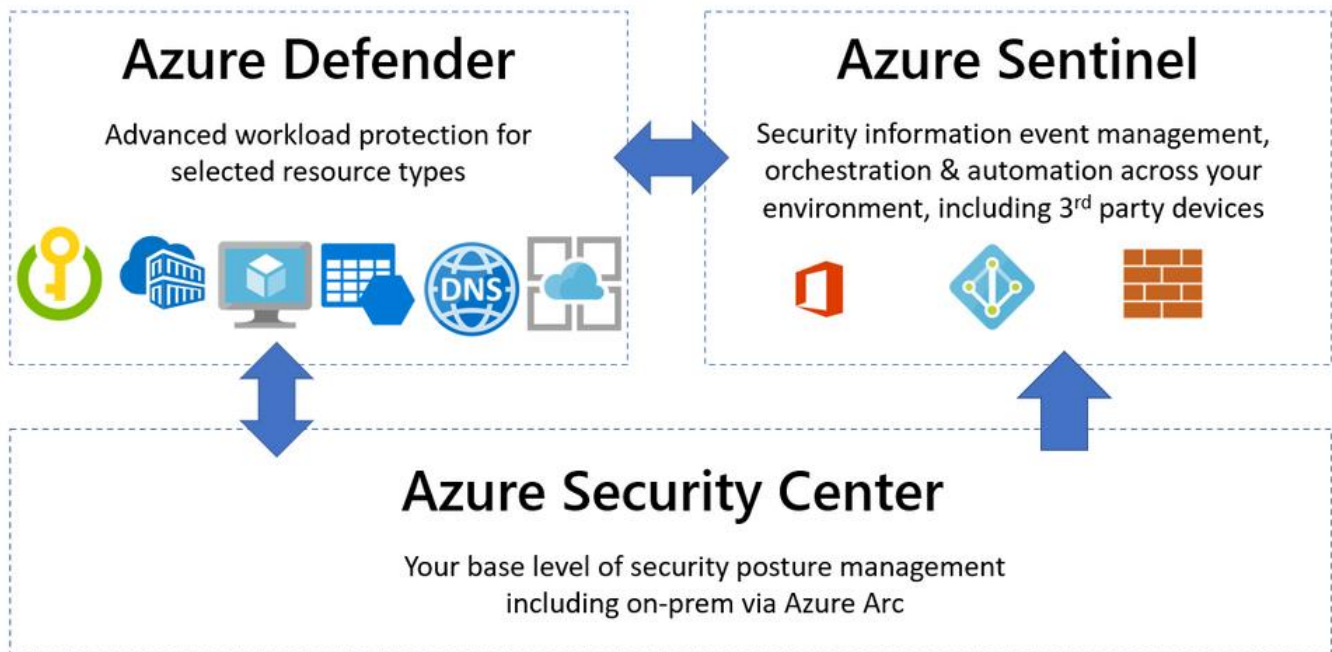 Azure Defender
Advanced workload protection for
selected resource types
DNS
Azure Sentinel
Security information event management,
orchestration & automation across your
environment, including 3rd party devices
Azure Security Center
Your base level of security posture management
including on-prem via Azure Arc